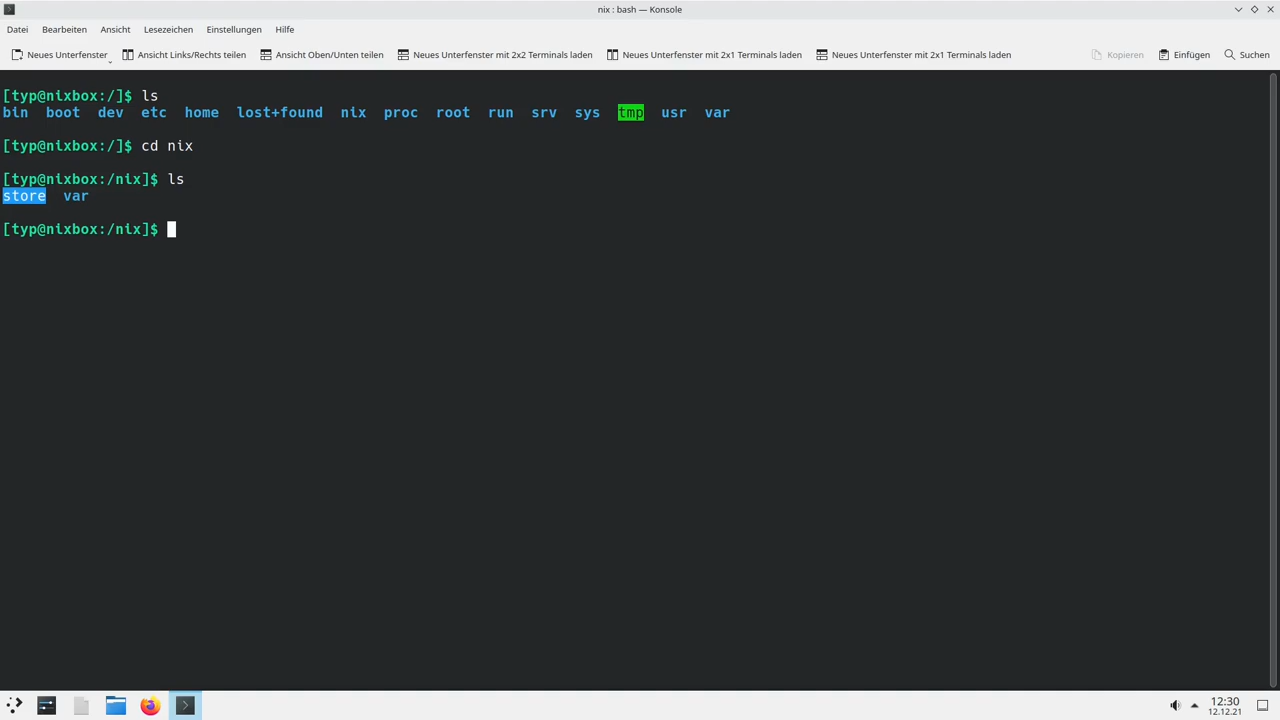 nix : bash — Konsole
Datei Bearbeiten Ansicht Lesezeichen Einstellungen Hilfe
Neues Unterfenster Ansicht Links/Rechts teilen Ansicht Oben/Unten teilen Neues Unterfenster mit 2x2 Terminals laden Neues Unterfenster mit 2x1 Terminals laden Neues Unterfenster mit 2x1 Terminals laden Kopieren Einfügen Suchen
[typ@nixbox:/]$ ls
bin boot dev etc home lost+found nix proc root run srv sys tmp usr var
[typ@nixbox:/]$ cd nix
[typ@nixbox:/nix]$ ls
store var
[typ@nixbox:/nix]$
12:30
12.12.21